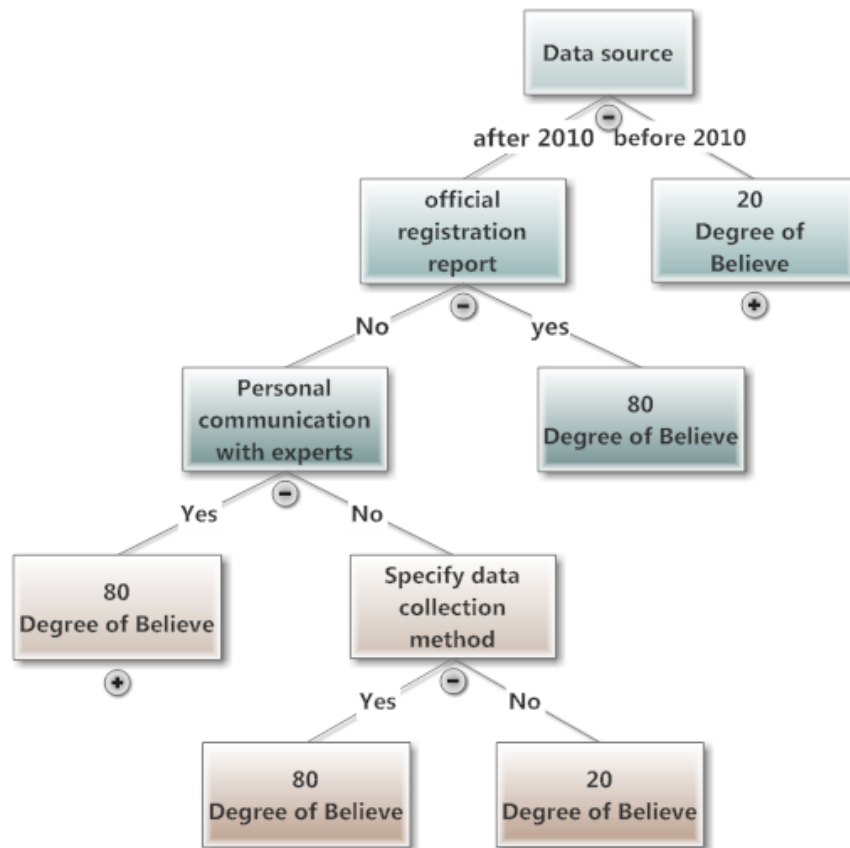 Data source
after 2010 before 2010
official
registration
report
20
Degree of
Believe
No yes
Personal
communication
with experts
80
Degree of Believe
Yes No
80
Degree of Believe
Specify data
collection
method
Yes No
80
Degree of Believe
20
Degree of Believe